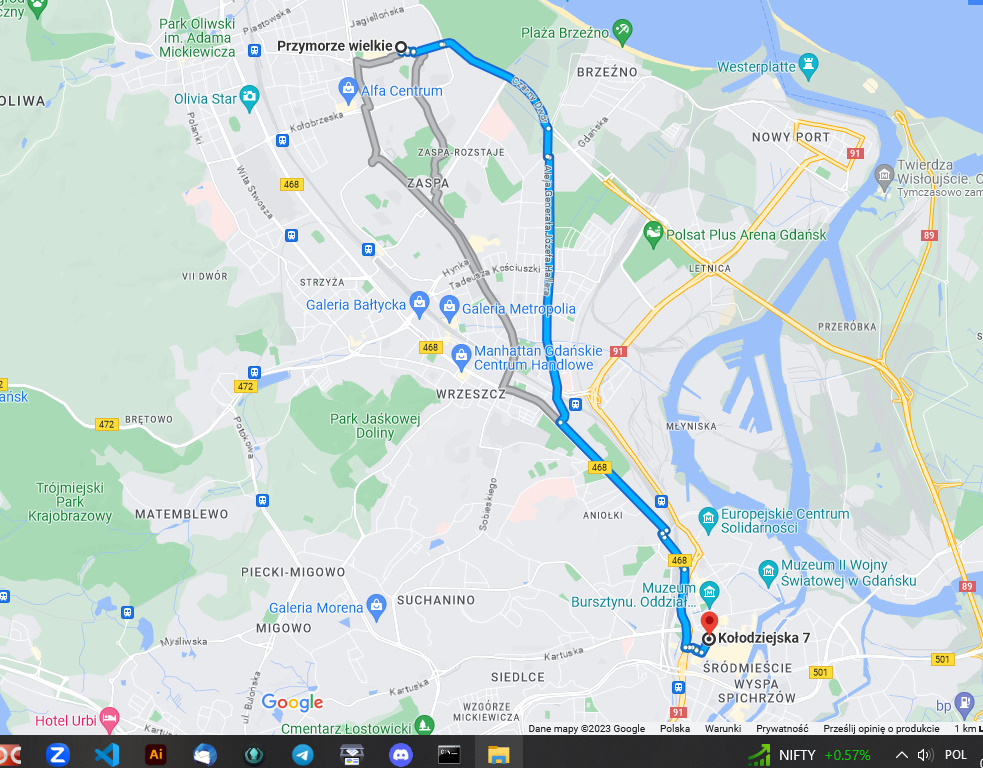 Jagiellońska
Piastowska
Park Oliwski
im. Adama
Mickiewicza
Przymorze wielkie
Plaża Brzeźno
Westerplatte
BRZEŹNO
OLIWA
Olivia Star
Alfa Centrum
Kołobrzeska
Polanki
Czarny Dwór
Gdańska
NOWY PORT
91
ZASPA-ROZSTAJE
Twierdza
Wisłoujście. O
Tymczasowo zam
Wita Stwosza
468
ZASPA
Aleja Generała Józefa Hallera
Polsat Plus Arena Gdańsk
89
VII DWÓR
STRZYŻA
Hynka
Tadeusza Kościuszki
LETNICA
Galeria Bałtycka
Galeria Metropolia
PRZERÓBKA
468
Manhattan Gdańskie
Centrum Handlowe
91
472
WRZESZCZ
472
BRĘTOWO
Park Jaśkowej
Doliny
MŁYNISKA
Potokowa
468
Trójmiejski
Park
Krajobrazowy
MATEMBLEWO
Sobieskiego
ANIOŁKI
Europejskie Centrum
Solidarności
468
PIECKI-MIGOWO
Muzeum II Wojny
Światowej w Gdańsku
89
Muzeum
Bursztynu. Oddział...
Galeria Morena
SUCHANINO
MIGOWO
Myśliwska
Kołodziejska 7
Kartuska
501
ŚRÓDMIEŚCIE
WYSPA
SPICHRZÓW
501
SIEDLCE
Kartuska
ul. Bulońska
Google
WZGÓRZE
MICKIEWICZA
bp
91
Hotel Urbi
Kartuska
Cmentarz Łostowicki
Dane mapy ©2023 Google Polska Warunki Prywatność Prześlij opinię o produkcie 1 km
Z Ai NIFTY +0.57% POL